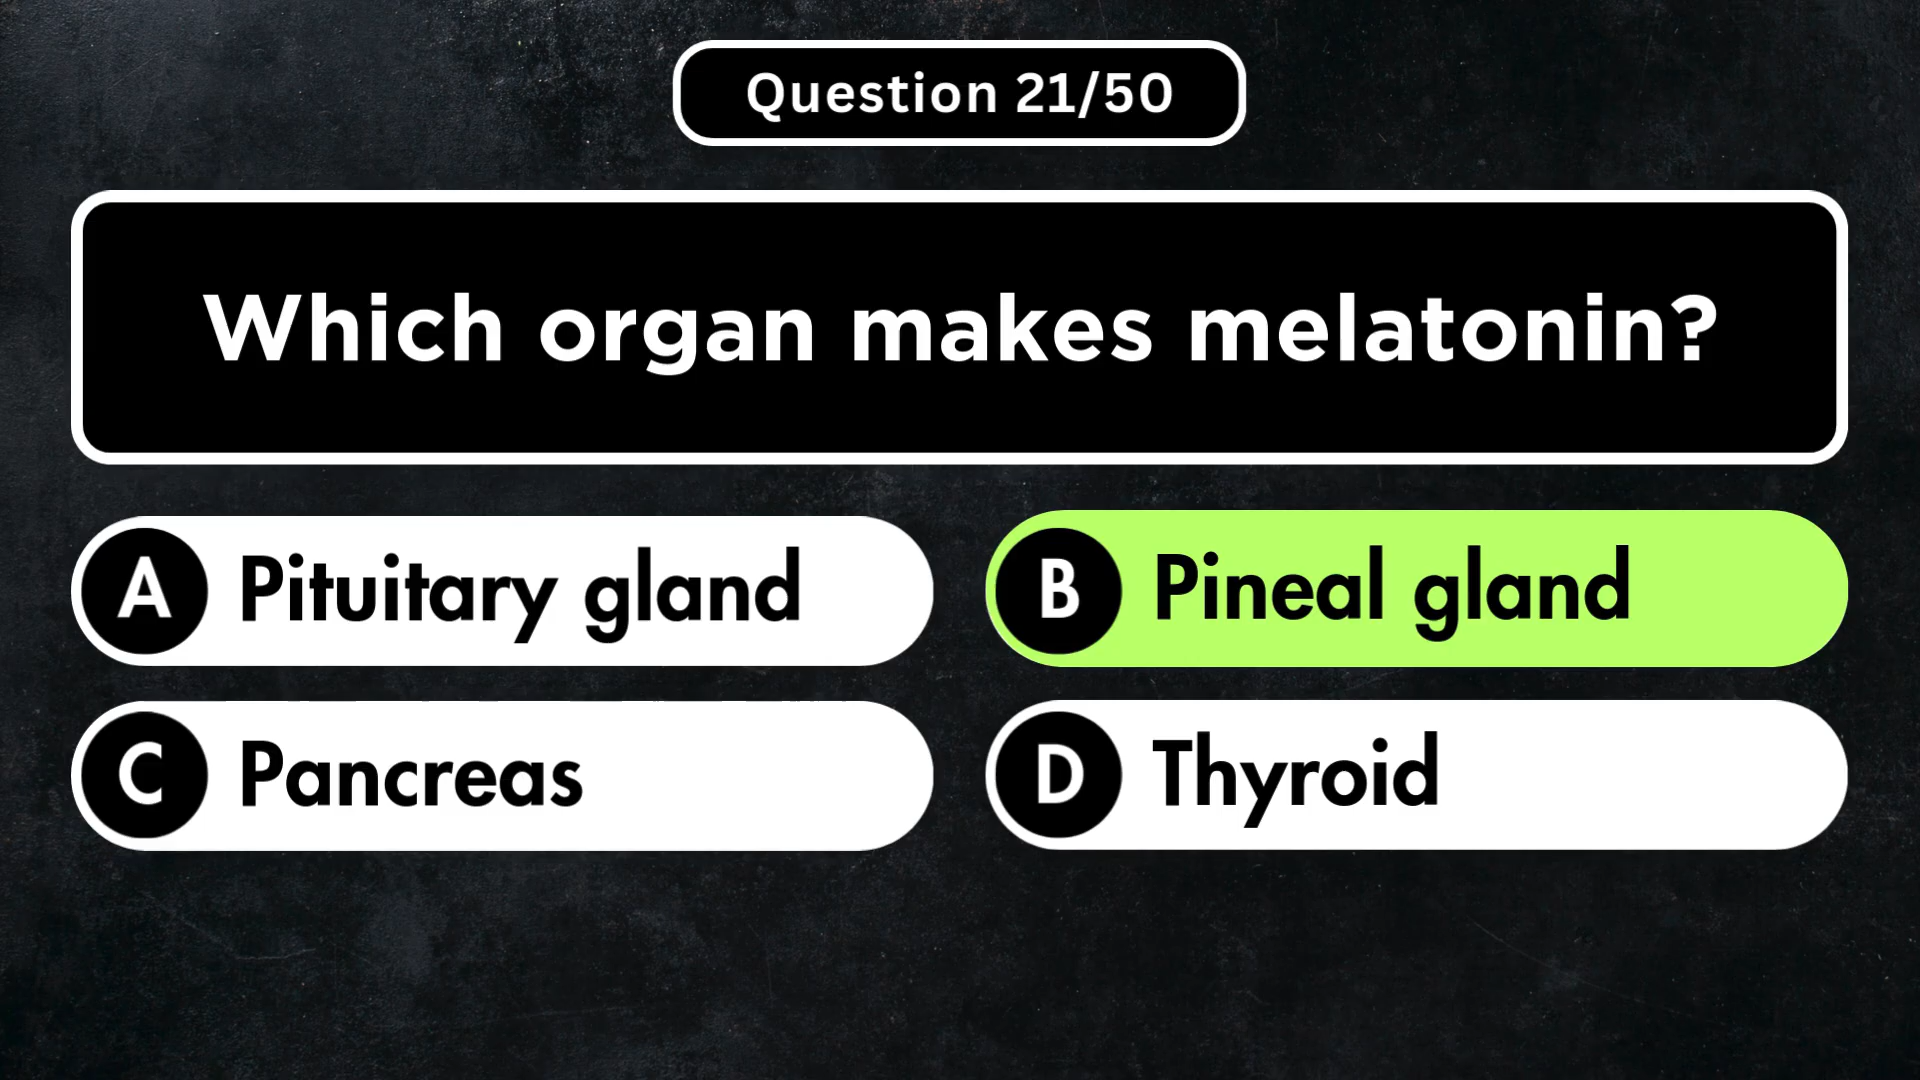 Question 21/50
Which organ makes melatonin?
A Pituitary gland
B Pineal gland
C Pancreas
D Thyroid